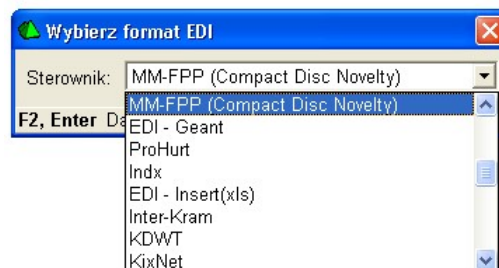 Wybierz format EDI
Sterownik: MM-FPP (Compact Disc Novelty)
MM-FPP (Compact Disc Novelty)
F2, Enter Da
EDI - Geant
ProHurt
Indx
EDI - Insert(xls)
Inter-Kram
KDWT
KixNet